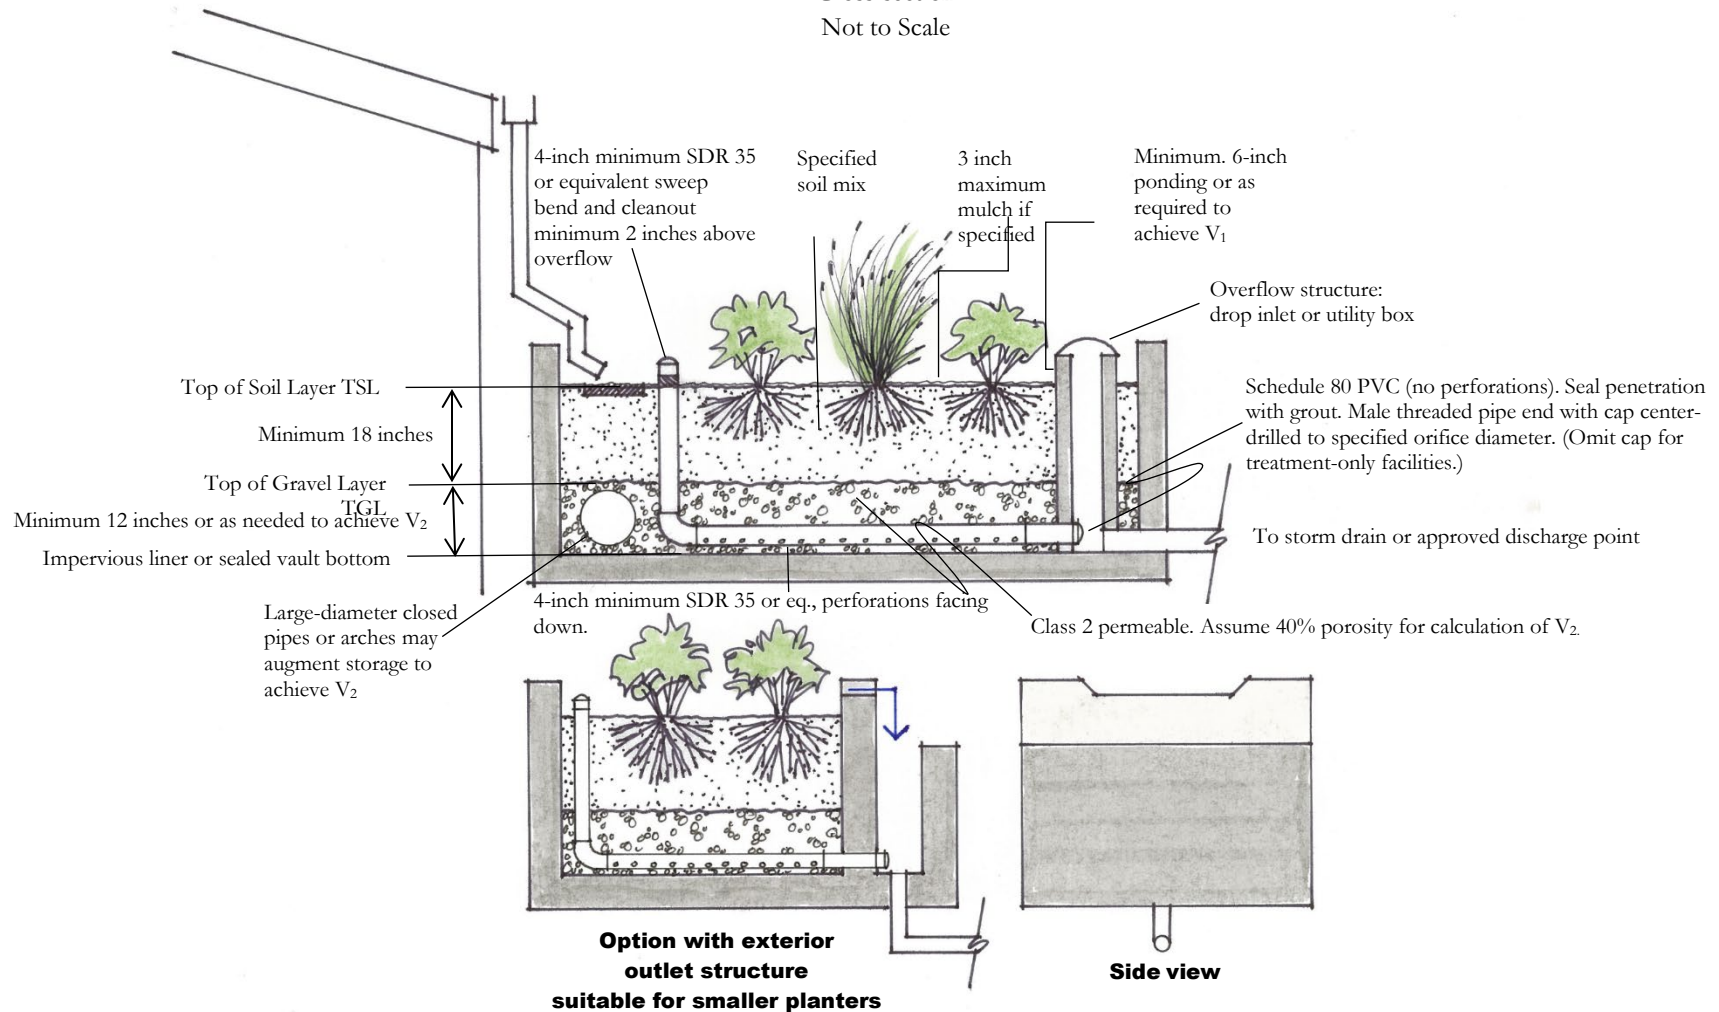 Not to Scale
4-inch minimum SDR 35
or equivalent sweep
bend and cleanout
minimum 2 inches above
overflow
Specified
soil mix
3 inch
maximum
mulch if
specified
Minimum. 6-inch
ponding or as
required to
achieve V1
Overflow structure:
drop inlet or utility box
Top of Soil Layer TSL
Minimum 18 inches
Top of Gravel Layer
TGL
Minimum 12 inches or as needed to achieve V2
Impervious liner or sealed vault bottom
Schedule 80 PVC (no perforations). Seal penetration
with grout. Male threaded pipe end with cap center-
drilled to specified orifice diameter. (Omit cap for
treatment-only facilities.)
To storm drain or approved discharge point
Large-diameter closed
pipes or arches may
augment storage to
achieve V2
4-inch minimum SDR 35 or eq., perforations facing
down.
Class 2 permeable. Assume 40% porosity for calculation of V2.
Option with exterior
outlet structure
suitable for smaller planters
Side view